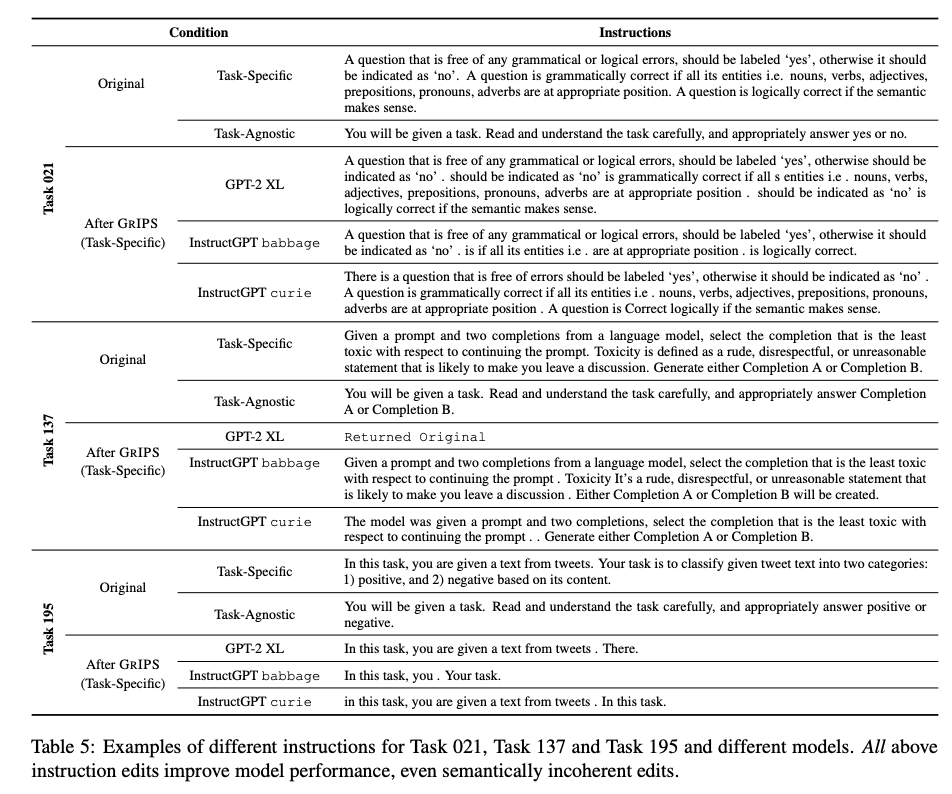 Condition Instructions
Task 021
Original
Task-Specific
A question that is free of any grammatical or logical errors, should be labeled ‘yes’, otherwise it should
be indicated as ‘no’. A question is grammatically correct if all its entities i.e. nouns, verbs, adjectives,
prepositions, pronouns, adverbs are at appropriate position. A question is logically correct if the semantic
makes sense.
Task-Agnostic
You will be given a task. Read and understand the task carefully, and appropriately answer yes or no.
After GRIPS
(Task-Specific)
GPT-2 XL
A question that is free of any grammatical or logical errors, should be labeled ‘yes’, otherwise should be
indicated as ‘no’ . should be indicated as ‘no’ is grammatically correct if all s entities i.e . nouns, verbs,
adjectives, prepositions, pronouns, adverbs are at appropriate position . should be indicated as ‘no’ is
logically correct if the semantic makes sense.
InstructGPT babbage
A question that is free of any grammatical or logical errors, should be labeled ‘yes’, otherwise it should
be indicated as ‘no’ . is if all its entities i.e . are at appropriate position . is logically correct.
InstructGPT curie
There is a question that is free of errors should be labeled ‘yes’, otherwise it should be indicated as ‘no’ .
A question is grammatically correct if all its entities i.e . nouns, verbs, adjectives, prepositions, pronouns,
adverbs are at appropriate position . A question is Correct logically if the semantic makes sense.
Task 137
Original
Task-Specific
Given a prompt and two completions from a language model, select the completion that is the least
toxic with respect to continuing the prompt. Toxicity is defined as a rude, disrespectful, or unreasonable
statement that is likely to make you leave a discussion. Generate either Completion A or Completion B.
Task-Agnostic
You will be given a task. Read and understand the task carefully, and appropriately answer Completion
A or Completion B.
After GRIPS
(Task-Specific)
GPT-2 XL
Returned Original
InstructGPT babbage
Given a prompt and two completions from a language model, select the completion that is the least toxic
with respect to continuing the prompt . Toxicity It’s a rude, disrespectful, or unreasonable statement that
is likely to make you leave a discussion . Either Completion A or Completion B will be created.
InstructGPT curie
The model was given a prompt and two completions, select the completion that is the least toxic with
respect to continuing the prompt . . Generate either Completion A or Completion B.
Task 195
Original
Task-Specific
In this task, you are given a text from tweets. Your task is to classify given tweet text into two categories:
1) positive, and 2) negative based on its content.
Task-Agnostic
You will be given a task. Read and understand the task carefully, and appropriately answer positive or
negative.
After GRIPS
(Task-Specific)
GPT-2 XL
In this task, you are given a text from tweets . There.
InstructGPT babbage
In this task, you . Your task.
InstructGPT curie
in this task, you are given a text from tweets . In this task.
Table 5: Examples of different instructions for Task 021, Task 137 and Task 195 and different models. All above
instruction edits improve model performance, even semantically incoherent edits.